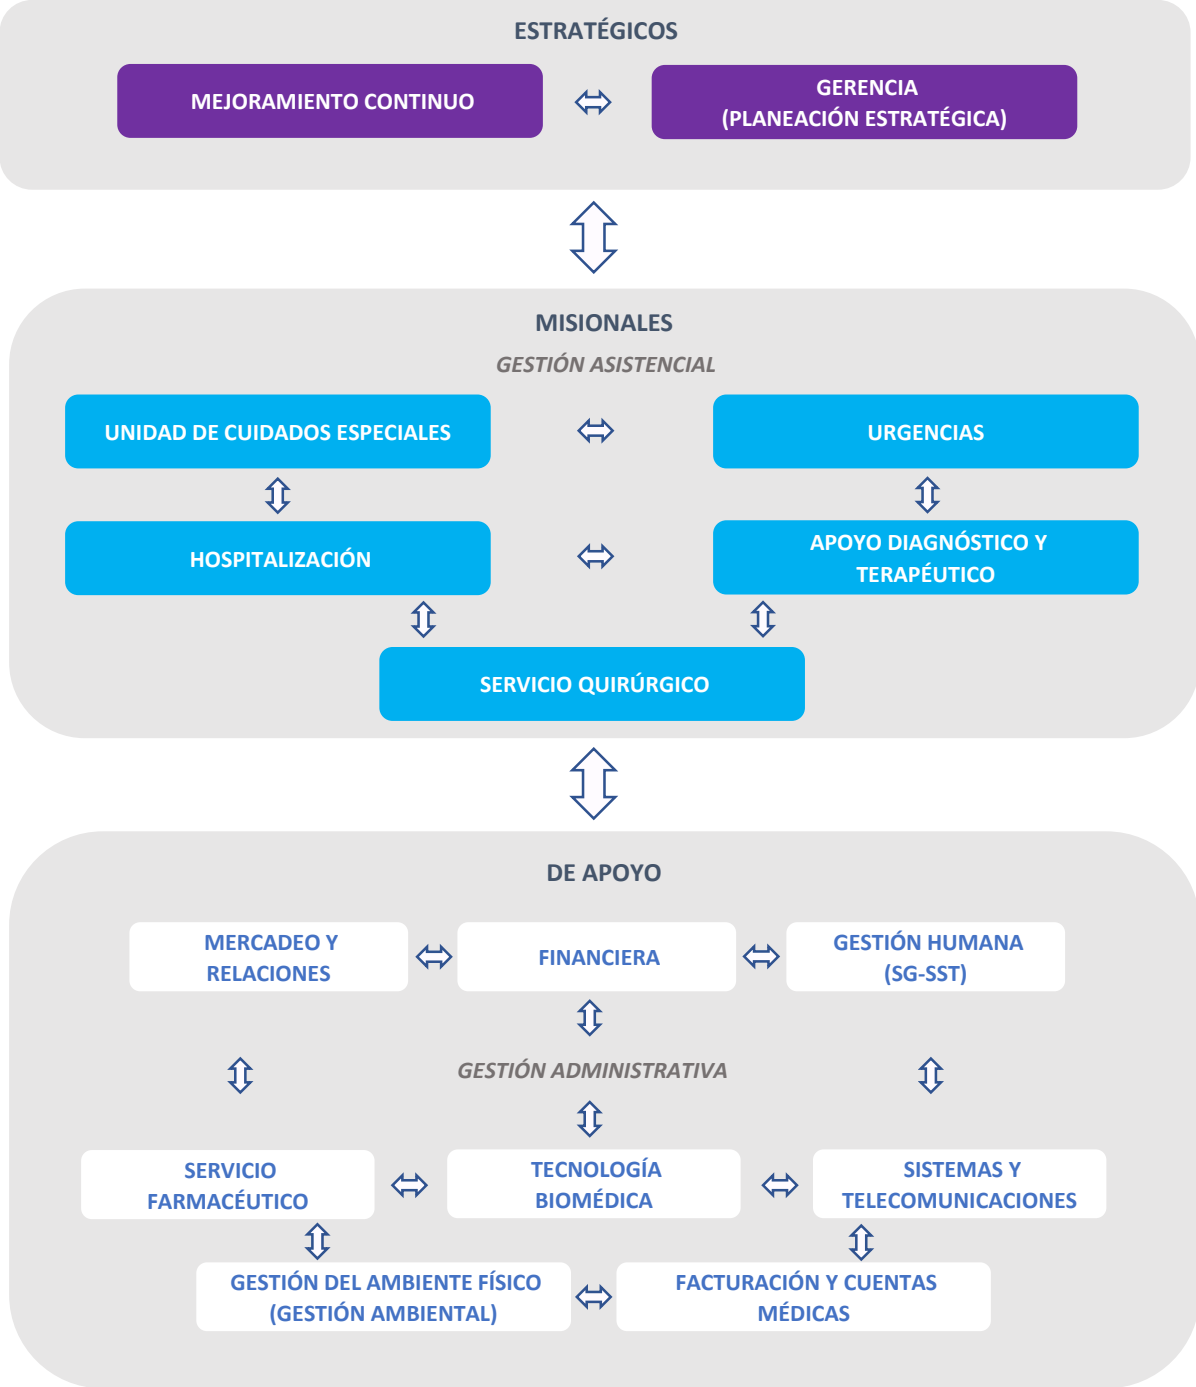 ESTRATÉGICOS
MEJORAMIENTO CONTINUO
GERENCIA
(PLANEACIÓN ESTRATÉGICA)
MISIONALES
GESTIÓN ASISTENCIAL
UNIDAD DE CUIDADOS ESPECIALES
URGENCIAS
HOSPITALIZACIÓN
APOYO DIAGNÓSTICO Y
TERAPÉUTICO
SERVICIO QUIRÚRGICO
DE APOYO
MERCADEO Y
RELACIONES
FINANCIERA
GESTIÓN HUMANA
(SG-SST)
GESTIÓN ADMINISTRATIVA
SERVICIO
FARMACÉUTICO
TECNOLOGÍA
BIOMÉDICA
SISTEMAS Y
TELECOMUNICACIONES
GESTIÓN DEL AMBIENTE FÍSICO
(GESTIÓN AMBIENTAL)
FACTURACIÓN Y CUENTAS
MÉDICAS